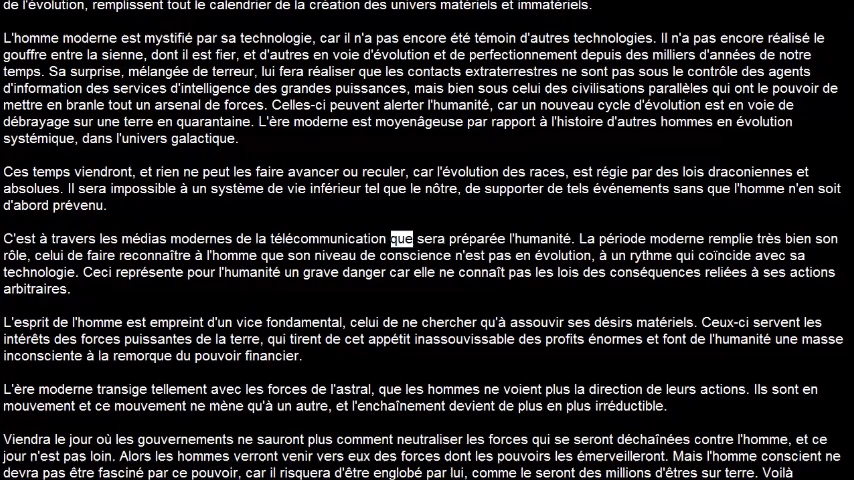 de l'évolution, remplissent tout le calendrier de la création des univers matériels et immatériels.
L'homme moderne est mystifié par sa technologie, car il n'a pas encore été témoin d'autres technologies. Il n'a pas encore réalisé le
gouffre entre la sienne, dont il est fier, et d'autres en voie d'évolution et de perfectionnement depuis des milliers d'années de notre
temps. Sa surprise, mélangée de terreur, lui fera réaliser que les contacts extraterrestres ne sont pas sous le contrôle des agents
d'information des services d'intelligence des grandes puissances, mais bien sous celui des civilisations parallèles qui ont le pouvoir de
mettre en branle tout un arsenal de forces. Celles-ci peuvent alerter l'humanité, car un nouveau cycle d'évolution est en voie de
débrayage sur une terre en quarantaine. L'ère moderne est moyenâgeuse par rapport à l'histoire d'autres hommes en évolution
systémique, dans l'univers galactique.
Ces temps viendront, et rien ne peut les faire avancer ou reculer, car l'évolution des races, est régie par des lois draconiennes et
absolues. Il sera impossible à un système de vie inférieur tel que le nôtre, de supporter de tels événements sans que l'homme n'en soit
d'abord prévenu.
C'est à travers les médias modernes de la télécommunication que sera préparée l'humanité. La période moderne remplie très bien son
rôle, celui de faire reconnaître à l'homme que son niveau de conscience n'est pas en évolution, à un rythme qui coïncide avec sa
technologie. Ceci représente pour l'humanité un grave danger car elle ne connaît pas les lois des conséquences reliées à ses actions
arbitraires.
L'esprit de l'homme est empreint d'un vice fondamental, celui de ne chercher qu'à assouvir ses désirs matériels. Ceux-ci servent les
intérêts des forces puissantes de la terre, qui tirent de cet appétit inassouvissable des profits énormes et font de l'humanité une masse
inconsciente à la remorque du pouvoir financier.
L'ère moderne transige tellement avec les forces de l'astral, que les hommes ne voient plus la direction de leurs actions. Ils sont en
mouvement et ce mouvement ne mène qu'à un autre, et l'enchaînement devient de plus en plus irréductible.
Viendra le jour où les gouvernements ne sauront plus comment neutraliser les forces qui se seront déchaînées contre l'homme, et ce
jour n'est pas loin. Alors les hommes verront venir vers eux des forces dont les pouvoirs les émerveilleront. Mais l'homme conscient ne
devra pas être fasciné par ce pouvoir, car il risquera d'être englobé par lui, comme le seront des millions d'êtres sur terre. Voilà